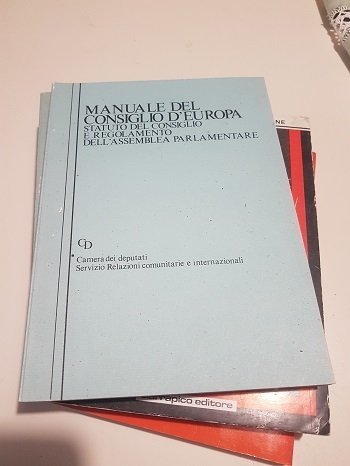 MANUALE DEL
CONSIGLIO D'EUROPA
STATUTO DEL CONSIGLIO
E REGOLAMENTO
DELL'ASSEMBLEA PARLAMENTARE
CD
Camera dei deputati
Servizio Relazioni comunitarie e internazionali
editore